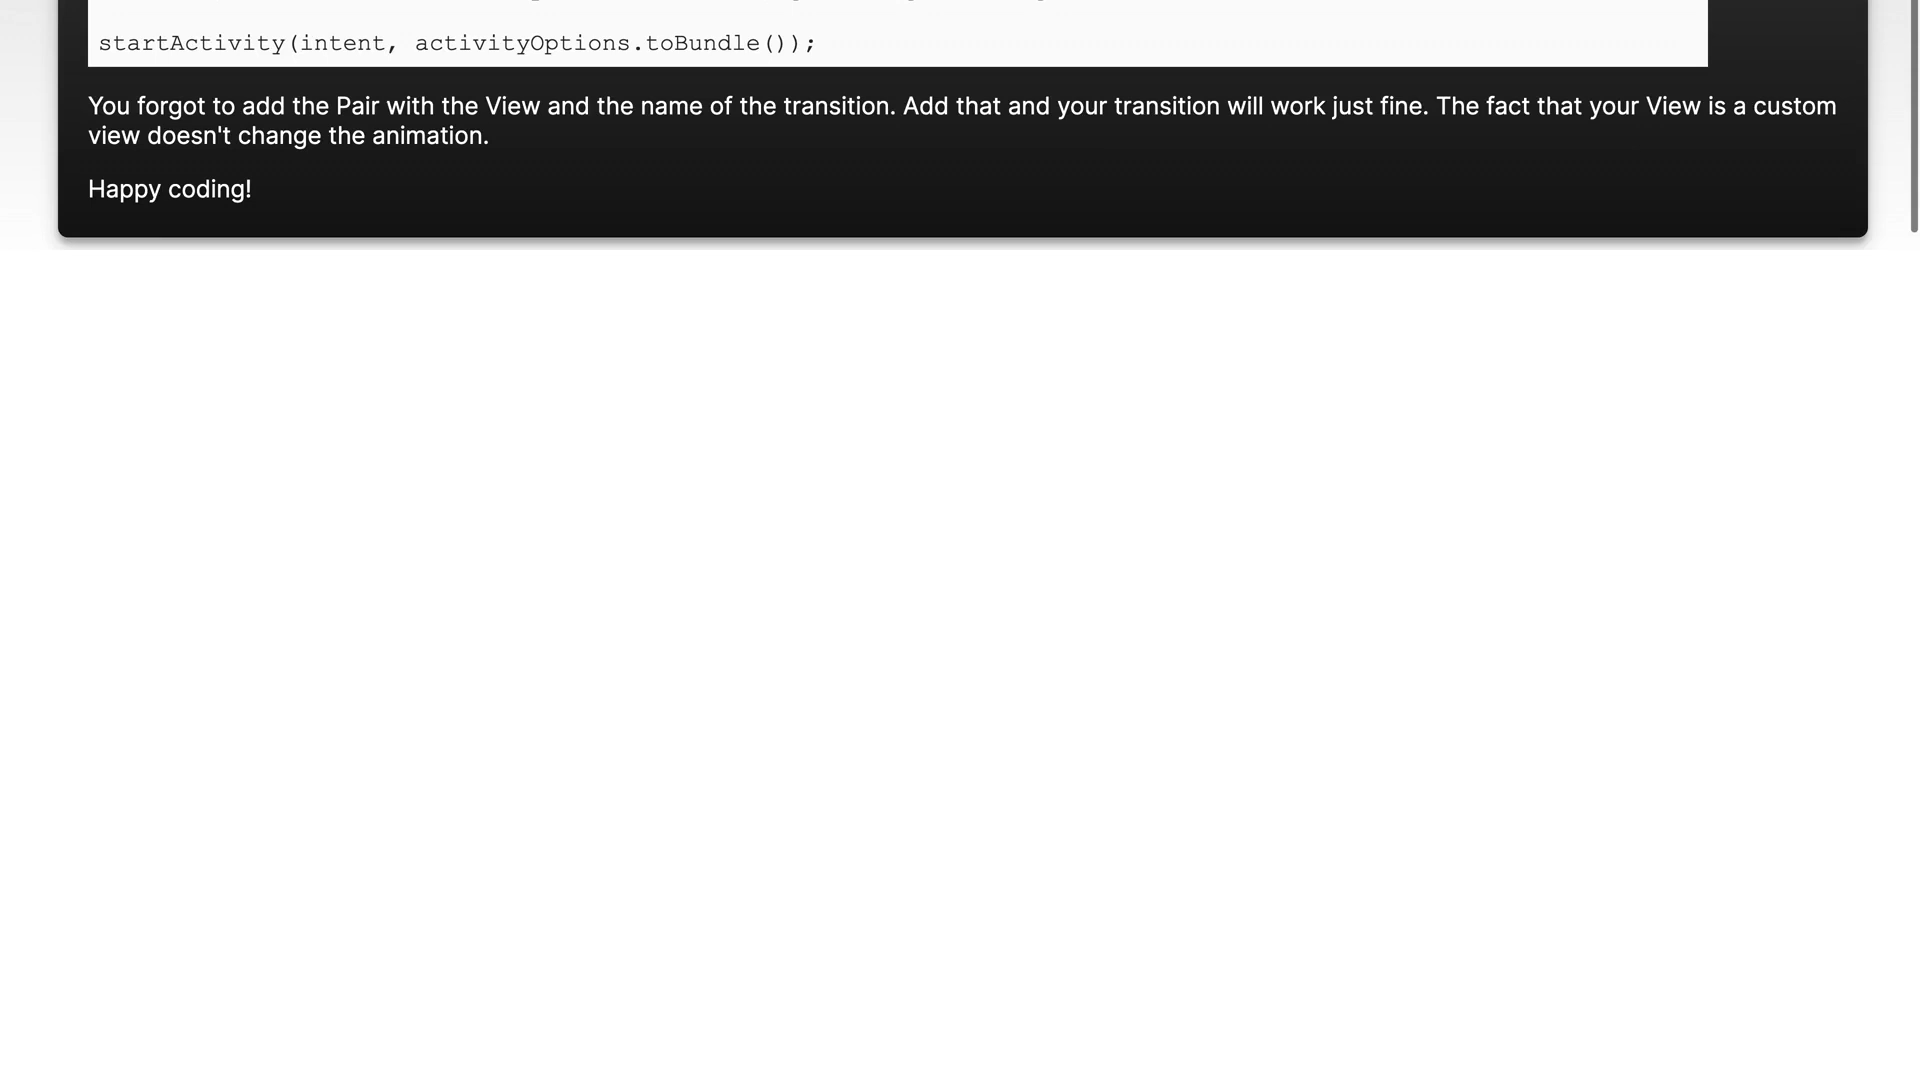 startActivity(intent, activityOptions.toBundle());
You forgot to add the Pair with the View and the name of the transition. Add that and your transition will work just fine. The fact that your View is a custom
view doesn't change the animation.
Happy coding!